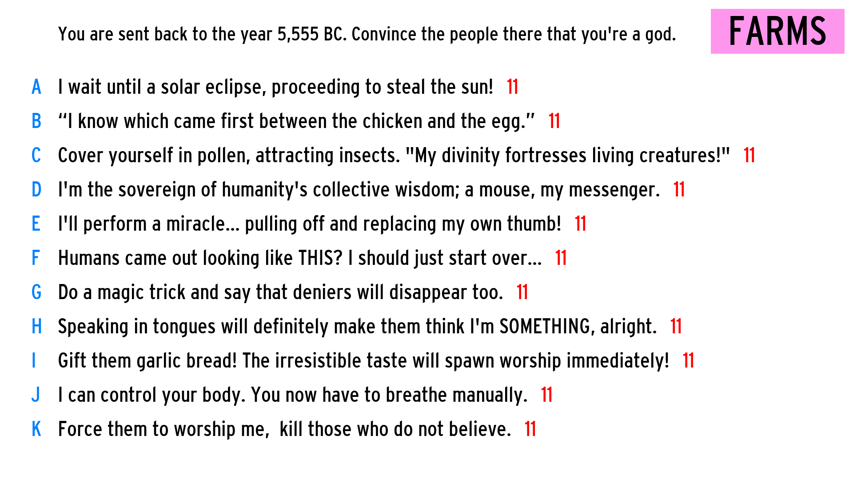 You are sent back to the year 5,555 BC. Convince the people there that you're a god.
FARMS
A I wait until a solar eclipse, proceeding to steal the sun! 11
B “I know which came first between the chicken and the egg.” 11
C Cover yourself in pollen, attracting insects. "My divinity fortresses living creatures!" 11
D I'm the sovereign of humanity's collective wisdom; a mouse, my messenger. 11
E I'll perform a miracle... pulling off and replacing my own thumb! 11
F Humans came out looking like THIS? I should just start over... 11
G Do a magic trick and say that deniers will disappear too. 11
H Speaking in tongues will definitely make them think I'm SOMETHING, alright. 11
I Gift them garlic bread! The irresistible taste will spawn worship immediately! 11
J I can control your body. You now have to breathe manually. 11
K Force them to worship me,  kill those who do not believe. 11